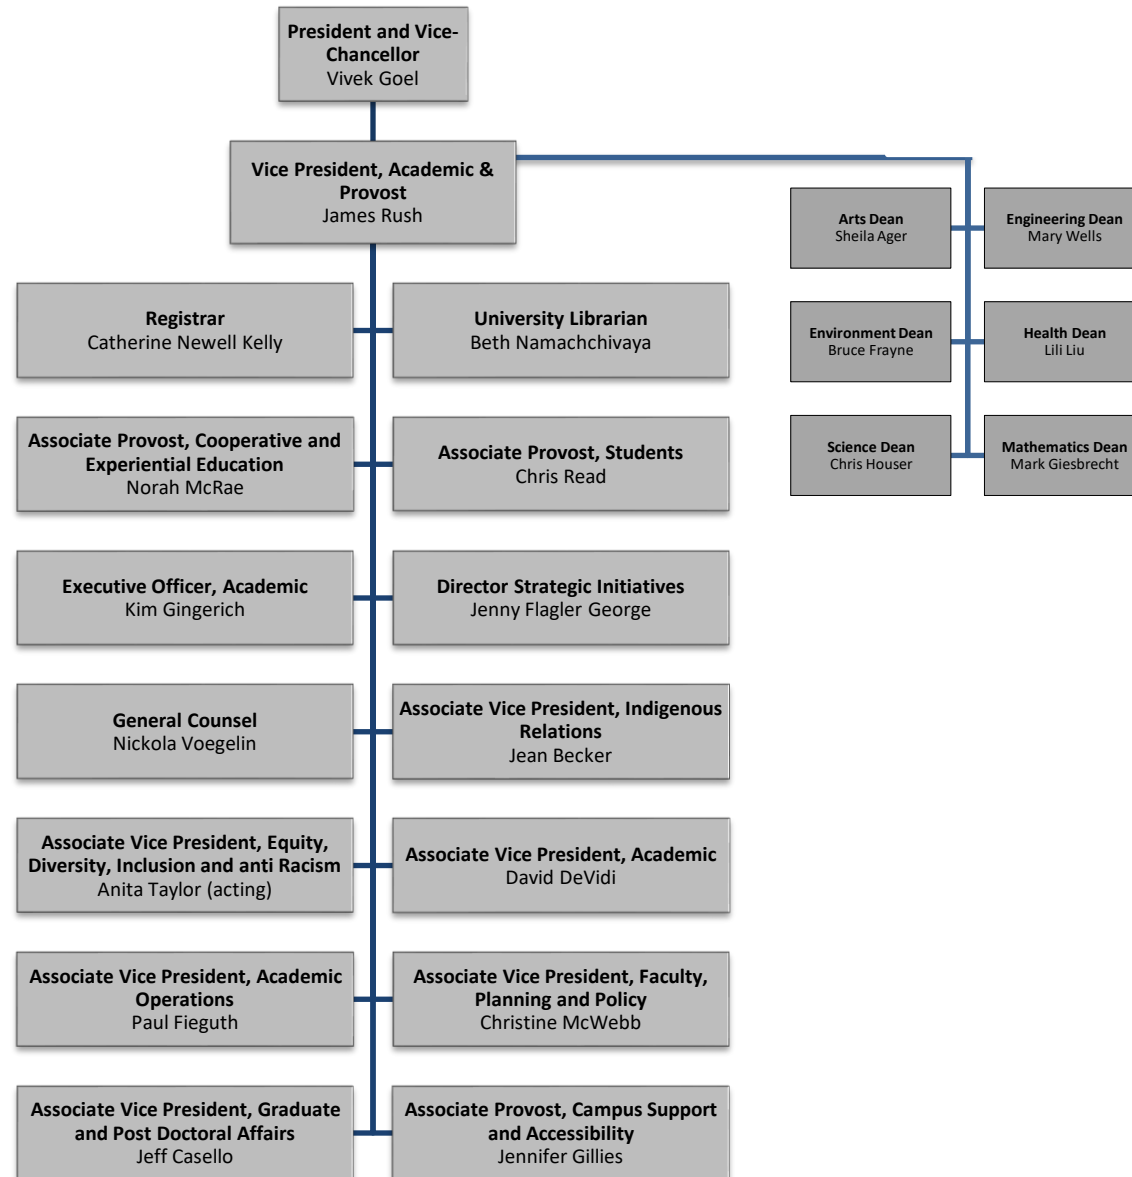 President and Vice-
Chancellor
Vivek Goel
Vice President, Academic &
Provost
James Rush
Arts Dean
Sheila Ager
Engineering Dean
Mary Wells
Environment Dean
Bruce Frayne
Health Dean
Lili Liu
Science Dean
Chris Houser
Mathematics Dean
Mark Giesbrecht
Registrar
Catherine Newell Kelly
University Librarian
Beth Namachchivaya
Associate Provost, Cooperative and
Experiential Education
Norah McRae
Associate Provost, Students
Chris Read
Executive Officer, Academic
Kim Gingerich
Director Strategic Initiatives
Jenny Flagler George
General Counsel
Nickola Voegelin
Associate Vice President, Indigenous
Relations
Jean Becker
Associate Vice President, Equity,
Diversity, Inclusion and anti Racism
Anita Taylor (acting)
Associate Vice President, Academic
David DeVidi
Associate Vice President, Academic
Operations
Paul Fieguth
Associate Vice President, Faculty,
Planning and Policy
Christine McWebb
Associate Vice President, Graduate
and Post Doctoral Affairs
Jeff Casello
Associate Provost, Campus Support
and Accessibility
Jennifer Gillies